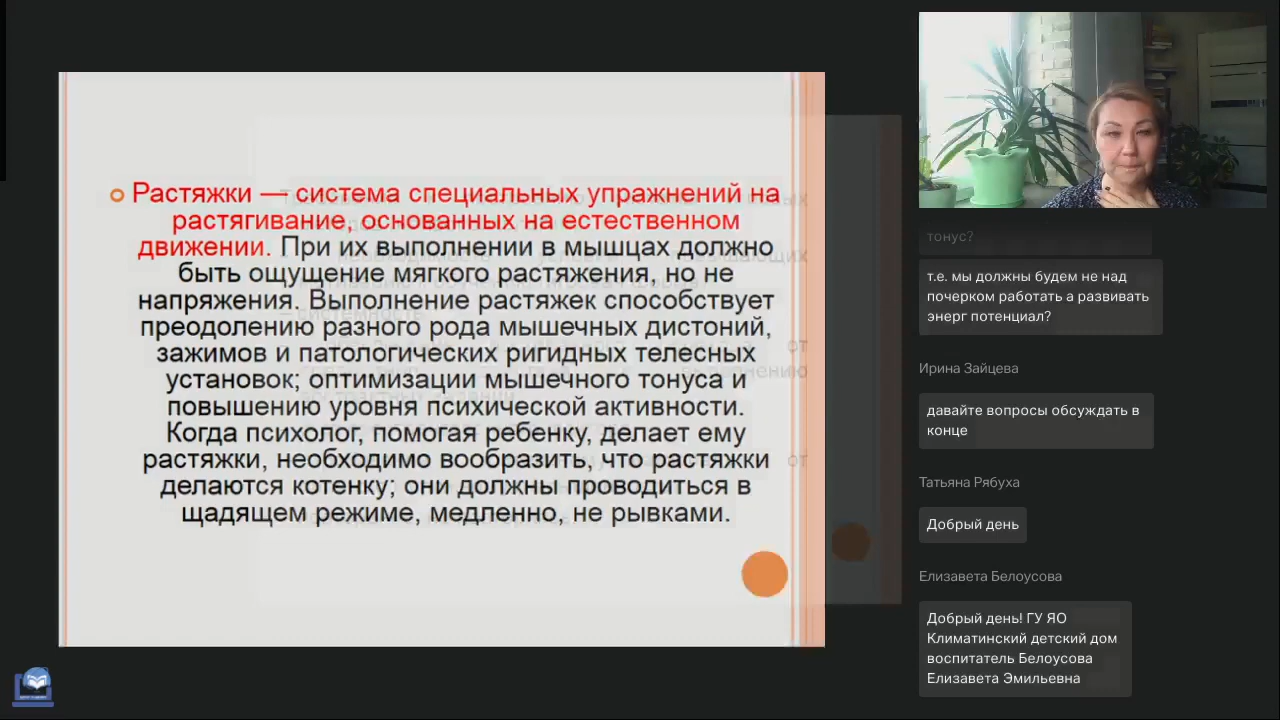 Растяжки — система специальных упражнений на
растягивание, основанных на естественном
движении. При их выполнении в мышцах должно
быть ощущение мягкого растяжения, но не
напряжения. Выполнение растяжек способствует
преодолению разного рода мышечных дистоний,
зажимов и патологических ригидных телесных
установок; оптимизации мышечного тонуса и
повышению уровня психической активности.
Когда психолог, помогая ребенку, делает ему
растяжки, необходимо вообразить, что растяжки
делаются котенку; они должны проводиться в
щадящем режиме, медленно, не рывками.
тонус?
т.е. мы должны будем не над
почерком работать а развивать
энерг потенциал?
Ирина Зайцева
давайте вопросы обсуждать в
конце
Татьяна Рябуха
Добрый день
Елизавета Белоусова
Добрый день! ГУ ЯО
Климатинский детский дом
воспитатель Белоусова
Елизавета Эмильевна